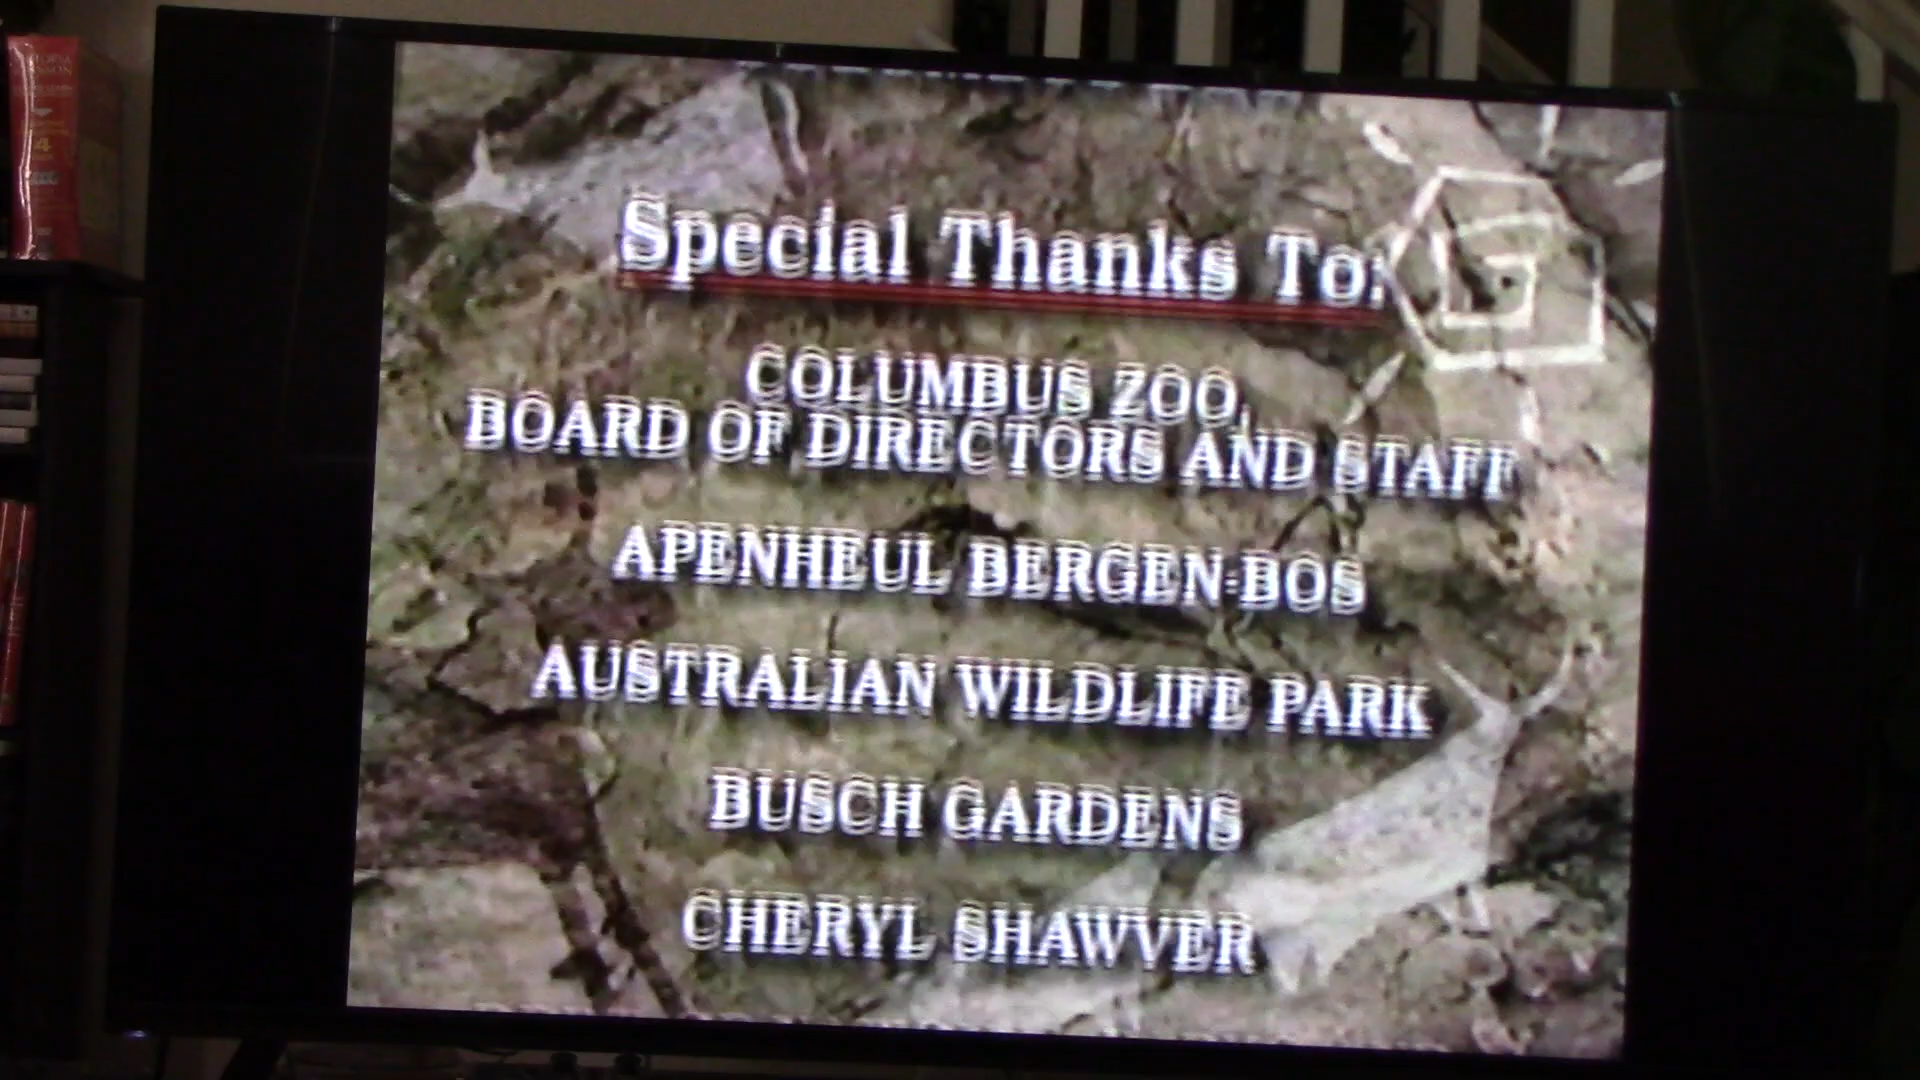 Special Thanks To:
COLUMBUS ZOO,
BOARD OF DIRECTORS AND STAFF
APENHEUL BERGEN-BOS
AUSTRALIAN WILDLIFE PARK
BUSCH GARDENS
CHERYL SHAWVER